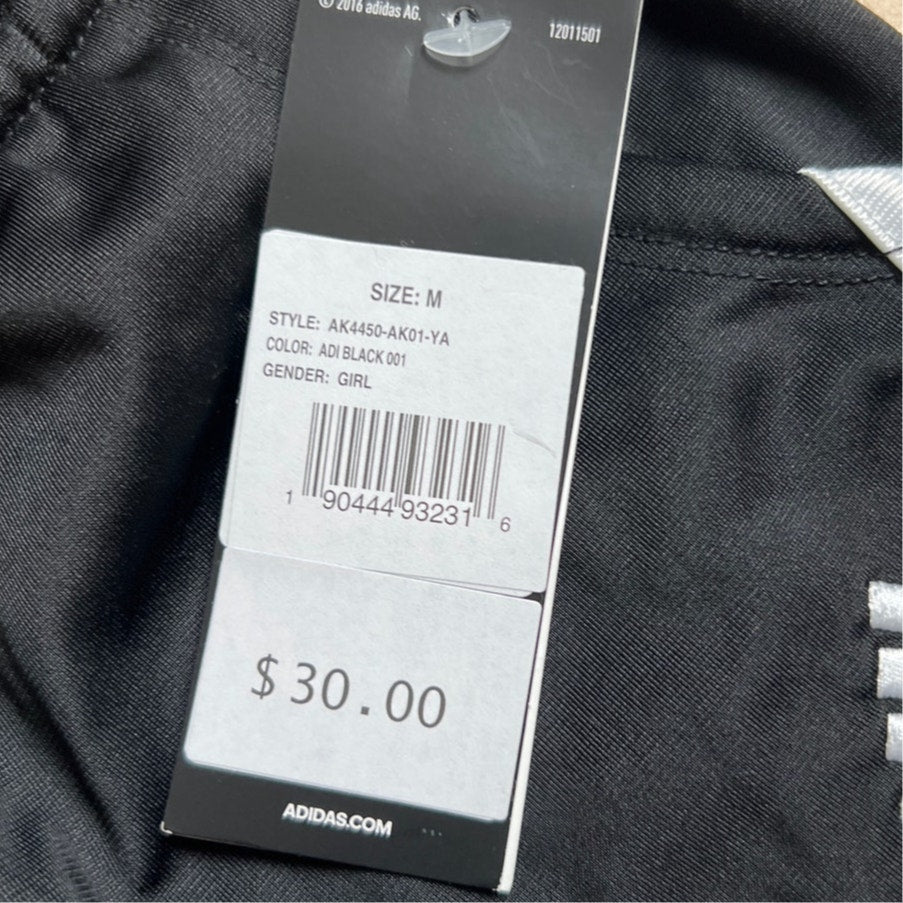 © 2016 adidas AG.
12011501
SIZE: M
STYLE: AK4450-AK01-YA
COLOR: ADI BLACK 001
GENDER: GIRL
1 90444 93231 6
$30.00
ADIDAS.COM